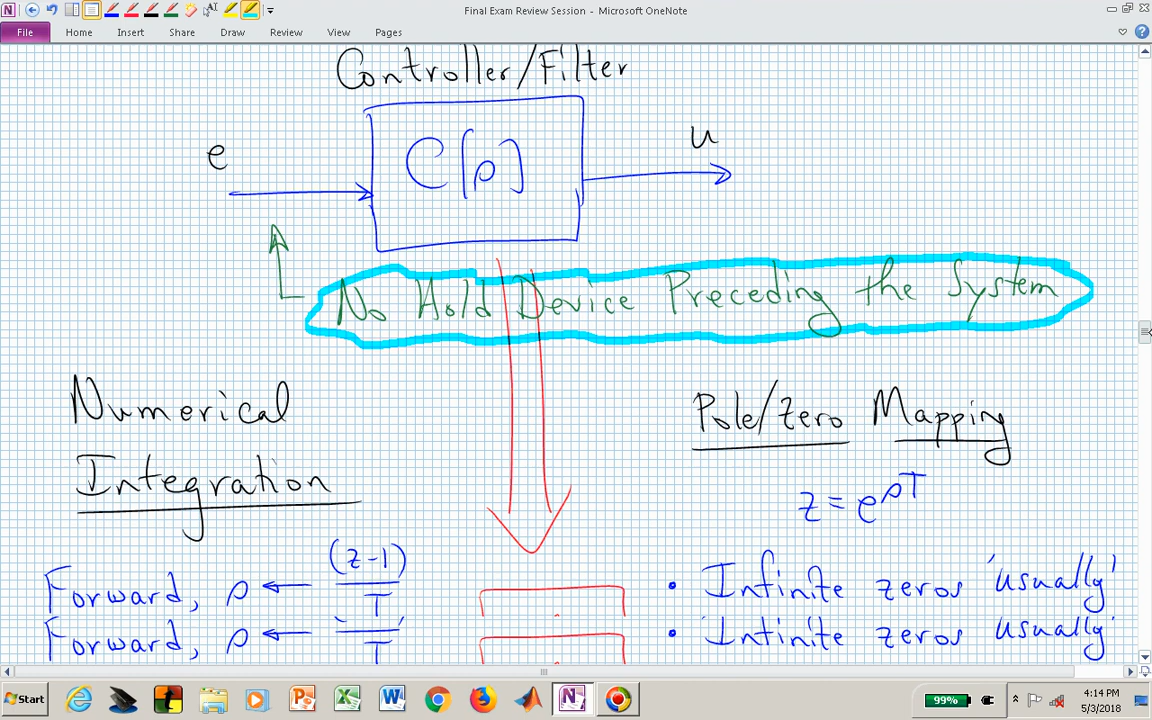 Final Exam Review Session - Microsoft OneNote
File Home Insert Share Draw Review View Pages
Controller/Filter
e
C(ρ)
u
No Hold Device Preceding the System
Numerical
Integration
Pole/Zero Mapping
z = e^ρT
Forward, ρ ← (z-1)/T
• Infinite zeros 'usually'
Forward, ρ ← T
• Infinite zeros usually'
Start
99%
4:14 PM
5/3/2018